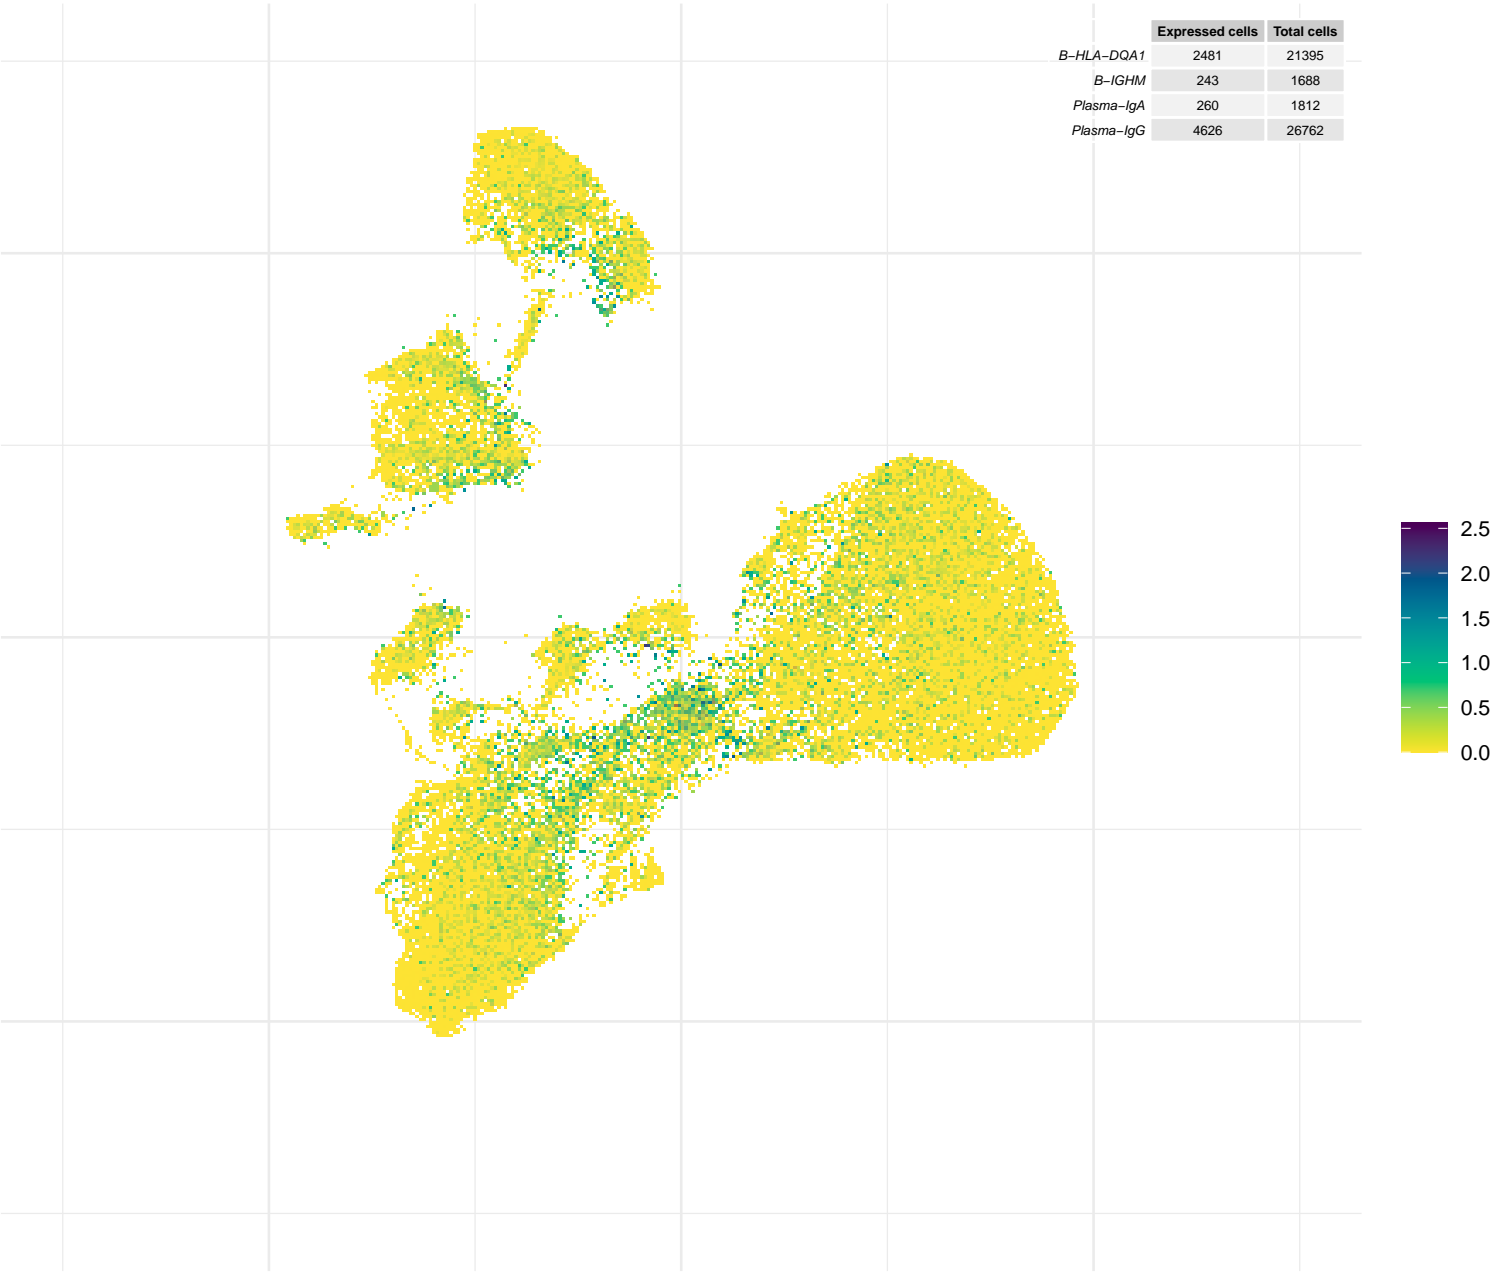 Expressed cells Total cells
B−HLA−DQA1 2481 21395
B−IGHM 243 1688
Plasma−IgA 260 1812
Plasma−IgG 4626 26762
2.5
2.0
1.5
1.0
0.5
0.0